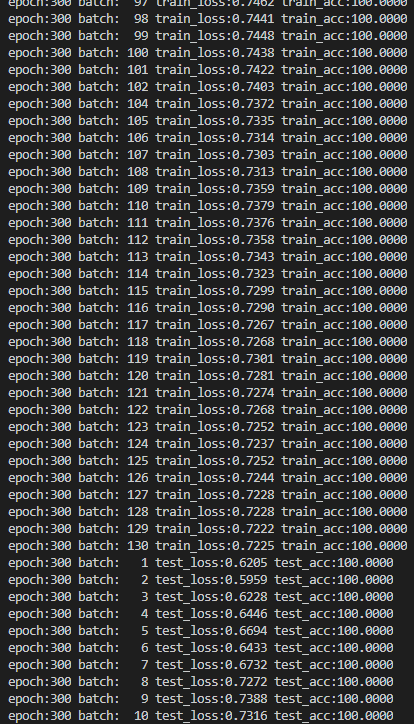 epoch:300 batch:  97 train_loss:0.7462 train_acc:100.0000
epoch:300 batch:  98 train_loss:0.7441 train_acc:100.0000
epoch:300 batch:  99 train_loss:0.7448 train_acc:100.0000
epoch:300 batch: 100 train_loss:0.7438 train_acc:100.0000
epoch:300 batch: 101 train_loss:0.7422 train_acc:100.0000
epoch:300 batch: 102 train_loss:0.7403 train_acc:100.0000
epoch:300 batch: 104 train_loss:0.7372 train_acc:100.0000
epoch:300 batch: 105 train_loss:0.7335 train_acc:100.0000
epoch:300 batch: 106 train_loss:0.7314 train_acc:100.0000
epoch:300 batch: 107 train_loss:0.7303 train_acc:100.0000
epoch:300 batch: 108 train_loss:0.7313 train_acc:100.0000
epoch:300 batch: 109 train_loss:0.7359 train_acc:100.0000
epoch:300 batch: 110 train_loss:0.7379 train_acc:100.0000
epoch:300 batch: 111 train_loss:0.7376 train_acc:100.0000
epoch:300 batch: 112 train_loss:0.7358 train_acc:100.0000
epoch:300 batch: 113 train_loss:0.7343 train_acc:100.0000
epoch:300 batch: 114 train_loss:0.7323 train_acc:100.0000
epoch:300 batch: 115 train_loss:0.7299 train_acc:100.0000
epoch:300 batch: 116 train_loss:0.7290 train_acc:100.0000
epoch:300 batch: 117 train_loss:0.7267 train_acc:100.0000
epoch:300 batch: 118 train_loss:0.7268 train_acc:100.0000
epoch:300 batch: 119 train_loss:0.7301 train_acc:100.0000
epoch:300 batch: 120 train_loss:0.7281 train_acc:100.0000
epoch:300 batch: 121 train_loss:0.7274 train_acc:100.0000
epoch:300 batch: 122 train_loss:0.7268 train_acc:100.0000
epoch:300 batch: 123 train_loss:0.7252 train_acc:100.0000
epoch:300 batch: 124 train_loss:0.7237 train_acc:100.0000
epoch:300 batch: 125 train_loss:0.7252 train_acc:100.0000
epoch:300 batch: 126 train_loss:0.7244 train_acc:100.0000
epoch:300 batch: 127 train_loss:0.7228 train_acc:100.0000
epoch:300 batch: 128 train_loss:0.7228 train_acc:100.0000
epoch:300 batch: 129 train_loss:0.7222 train_acc:100.0000
epoch:300 batch: 130 train_loss:0.7225 train_acc:100.0000
epoch:300 batch:   1 test_loss:0.6205 test_acc:100.0000
epoch:300 batch:   2 test_loss:0.5959 test_acc:100.0000
epoch:300 batch:   3 test_loss:0.6228 test_acc:100.0000
epoch:300 batch:   4 test_loss:0.6446 test_acc:100.0000
epoch:300 batch:   5 test_loss:0.6694 test_acc:100.0000
epoch:300 batch:   6 test_loss:0.6433 test_acc:100.0000
epoch:300 batch:   7 test_loss:0.6732 test_acc:100.0000
epoch:300 batch:   8 test_loss:0.7272 test_acc:100.0000
epoch:300 batch:   9 test_loss:0.7388 test_acc:100.0000
epoch:300 batch:  10 test_loss:0.7316 test_acc:100.0000